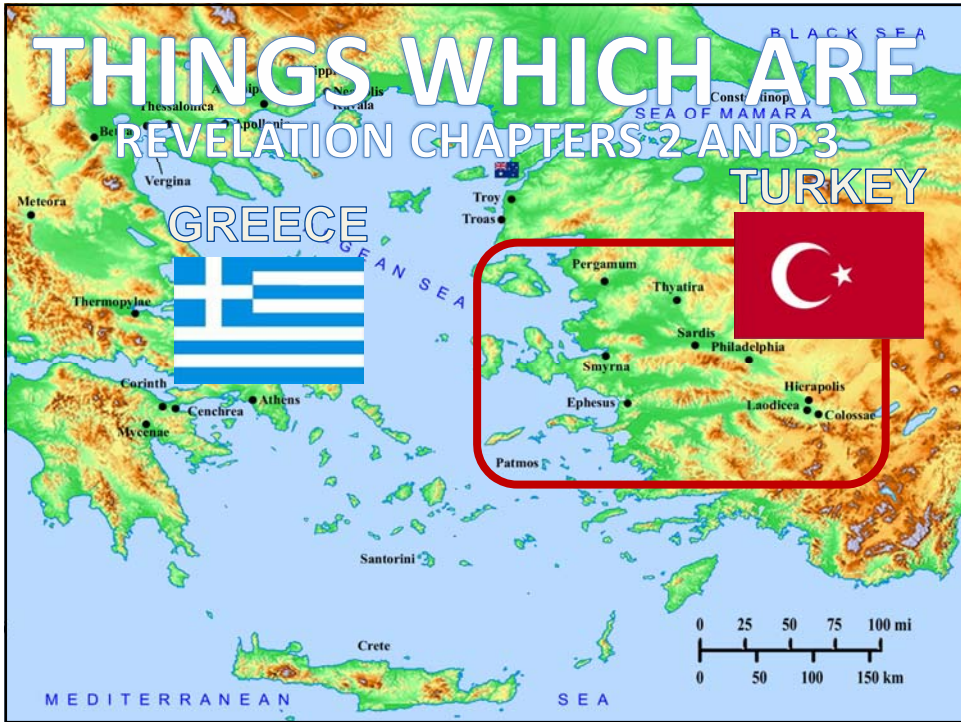 THINGS WHICH ARE
REVELATION CHAPTERS 2 AND 3
BLACK SEA
Thessalonica
SEA OF MAMARA
Vergina
Meteora
GREECE
TURKEY
Troy
Troas
Pergamum
Thyatira
Thermopylae
Sardis
Philadelphia
Smyrna
Corinth
Cenchrea
Athens
Mycenae
Ephesus
Hierapolis
Laodicea
Colossae
Patmos
Santorini
Crete
0 25 50 75 100 mi
0 50 100 150 km
MEDITERRANEAN SEA